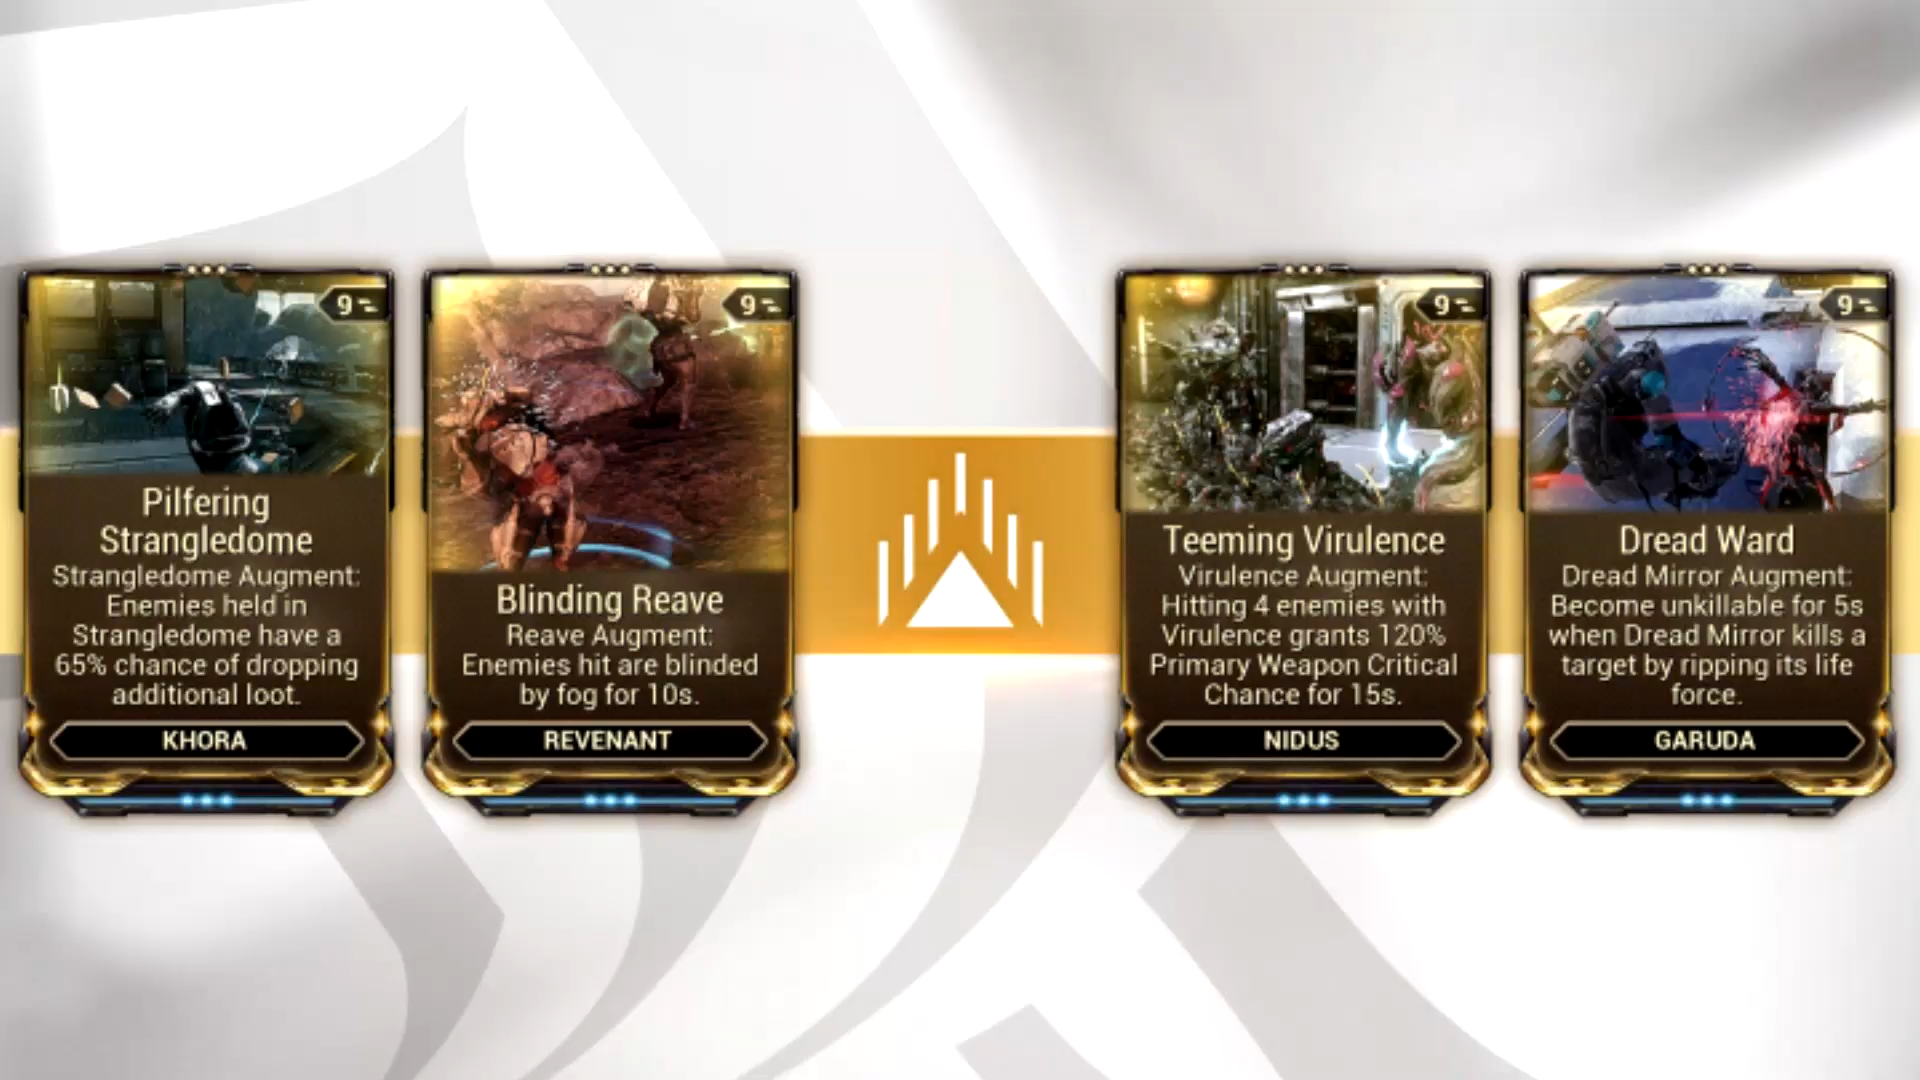 9
Pilfering
Strangledome
Strangledome Augment:
Enemies held in
Strangledome have a
65% chance of dropping
additional loot.
KHORA
9
Blinding Reave
Reave Augment:
Enemies hit are blinded
by fog for 10s.
REVENANT
9
Teeming Virulence
Virulence Augment:
Hitting 4 enemies with
Virulence grants 120%
Primary Weapon Critical
Chance for 15s.
NIDUS
9
Dread Ward
Dread Mirror Augment:
Become unkillable for 5s
when Dread Mirror kills a
target by ripping its life
force.
GARUDA